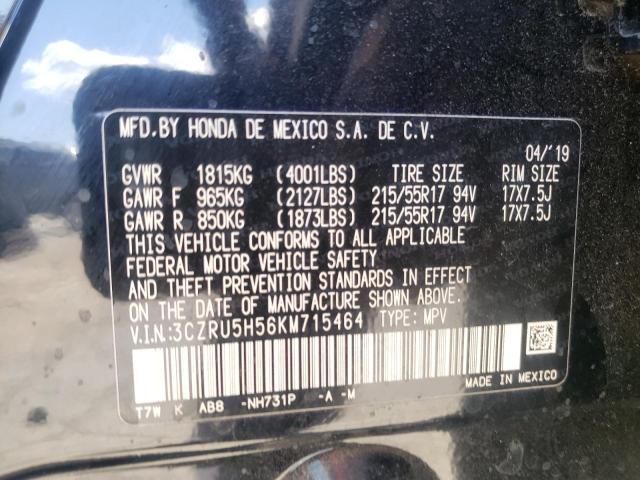 MFD.BY HONDA DE MEXICO S.A. DE C.V.
04/'19
GVWR 1815KG (4001LBS) TIRE SIZE RIM SIZE
GAWR F 965KG (2127LBS) 215/55R17 94V 17X7.5J
GAWR R 850KG (1873LBS) 215/55R17 94V 17X7.5J
THIS VEHICLE CONFORMS TO ALL APPLICABLE
FEDERAL MOTOR VEHICLE SAFETY
AND THEFT PREVENTION STANDARDS IN EFFECT
ON THE DATE OF MANUFACTURE SHOWN ABOVE.
V.I.N.:3CZRU5H56KM715464 TYPE: MPV
MADE IN MEXICO
T7W K AB8 -NH731P -A -M